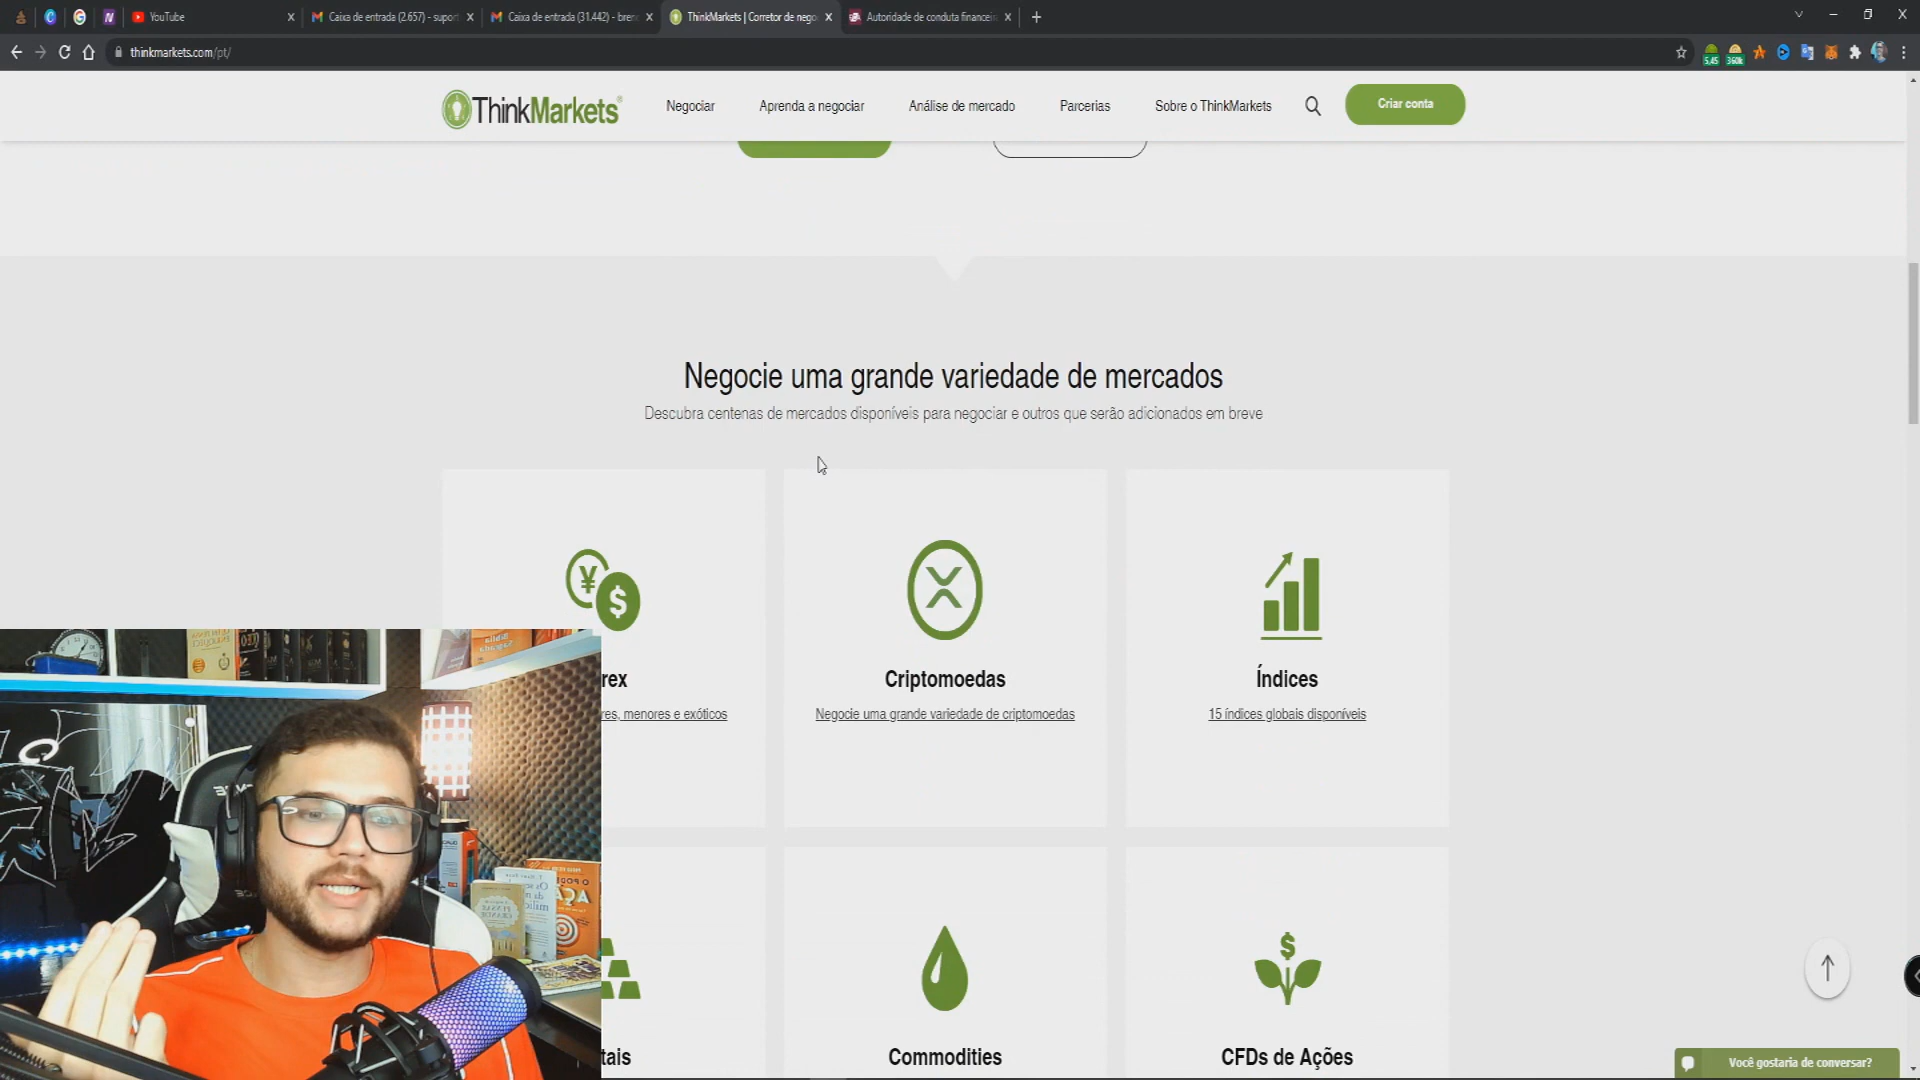 YouTube
Caixa de entrada (2.657) - supor
Caixa de entrada (31.442) - bren
ThinkMarkets | Corretor de nego
Autoridade de conduta financeir
thinkmarkets.com/pt/
5,45
360k
ThinkMarkets
Negociar
Aprenda a negociar
Análise de mercado
Parcerias
Sobre o ThinkMarkets
Criar conta
Negocie uma grande variedade de mercados
Descubra centenas de mercados disponíveis para negociar e outros que serão adicionados em breve
rex
res, menores e exóticos
Criptomoedas
Negocie uma grande variedade de criptomoedas
Índices
15 índices globais disponíveis
tais
Commodities
CFDs de Ações
Você gostaria de conversar?